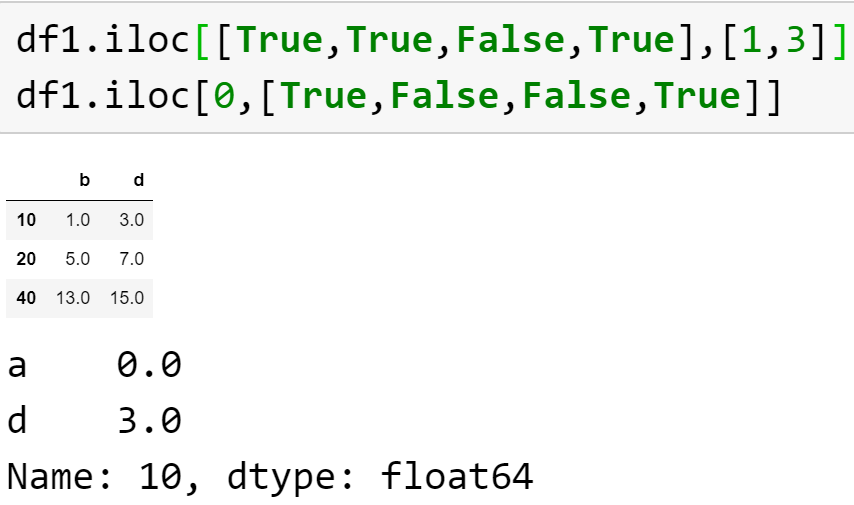 df1.iloc[[True,True,False,True],[1,3]]
df1.iloc[0,[True,False,False,True]]
b d
10 1.0 3.0
20 5.0 7.0
40 13.0 15.0
a 0.0
d 3.0
Name: 10, dtype: float64